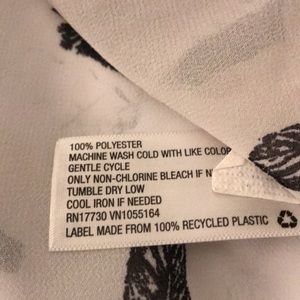 100% POLYESTER
MACHINE WASH COLD WITH LIKE COLOR
GENTLE CYCLE
ONLY NON-CHLORINE BLEACH IF
TUMBLE DRY LOW
COOL IRON IF NEEDED
RN17730 VN1055164
LABEL MADE FROM 100% RECYCLED PLASTIC